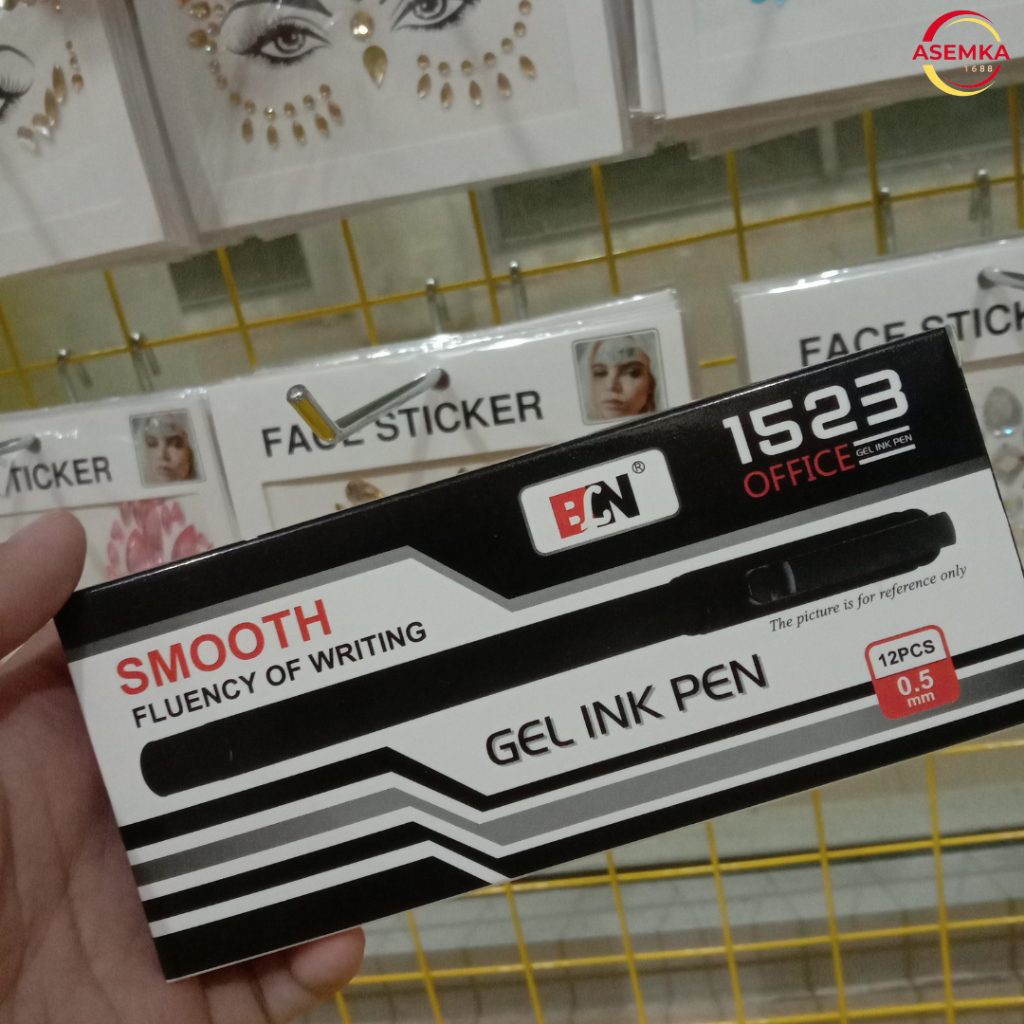 ASEMKA
1688
FACE STICKER
FACE STICK
TICKER
1523
OFFICE
GEL INK PEN
BCN®
SMOOTH
FLUENCY OF WRITING
The picture is for reference only
GEL INK PEN
12PCS
0.5
mm